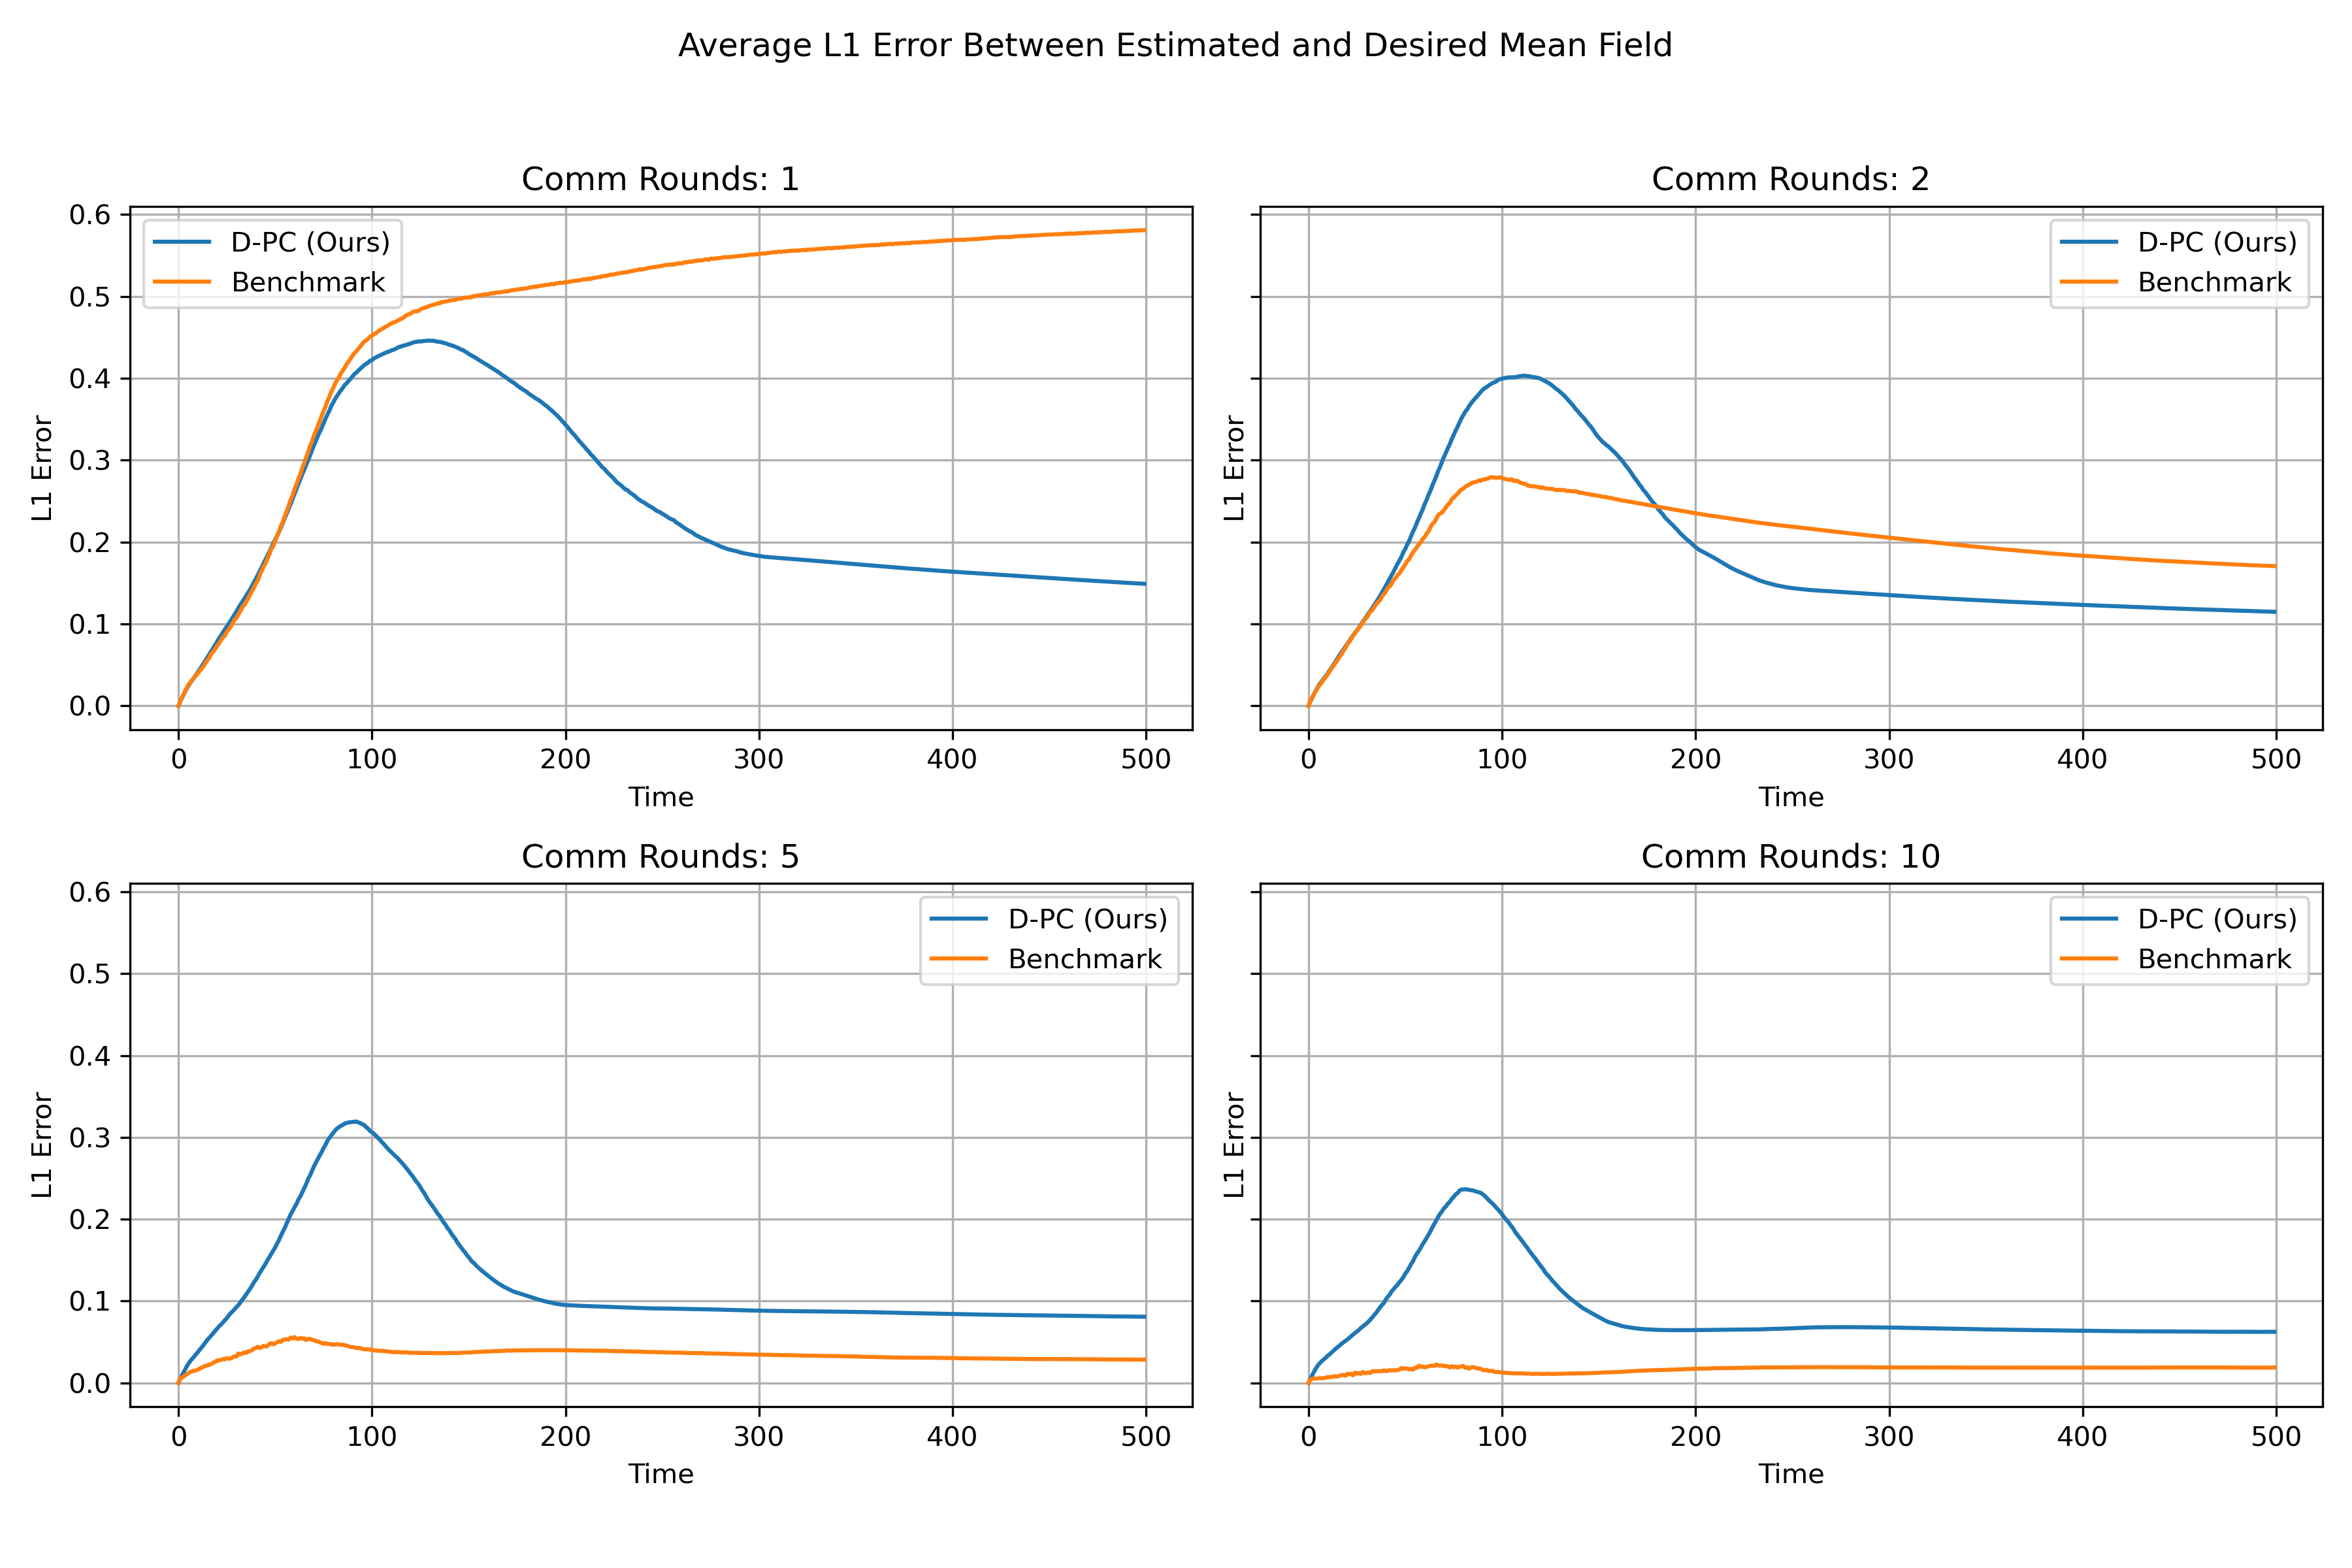 Average L1 Error Between Estimated and Desired Mean Field
Comm Rounds: 1
D-PC (Ours)
Benchmark
L1 Error
0.6
0.5
0.4
0.3
0.2
0.1
0.0
0 100 200 300 400 500
Time
Comm Rounds: 2
D-PC (Ours)
Benchmark
L1 Error
0 100 200 300 400 500
Time
Comm Rounds: 5
D-PC (Ours)
Benchmark
L1 Error
0.6
0.5
0.4
0.3
0.2
0.1
0.0
0 100 200 300 400 500
Time
Comm Rounds: 10
D-PC (Ours)
Benchmark
L1 Error
0 100 200 300 400 500
Time